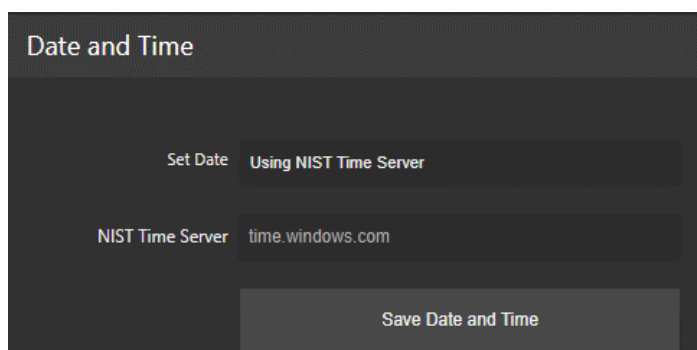 Date and Time
Set Date Using NIST Time Server
NIST Time Server time.windows.com
Save Date and Time